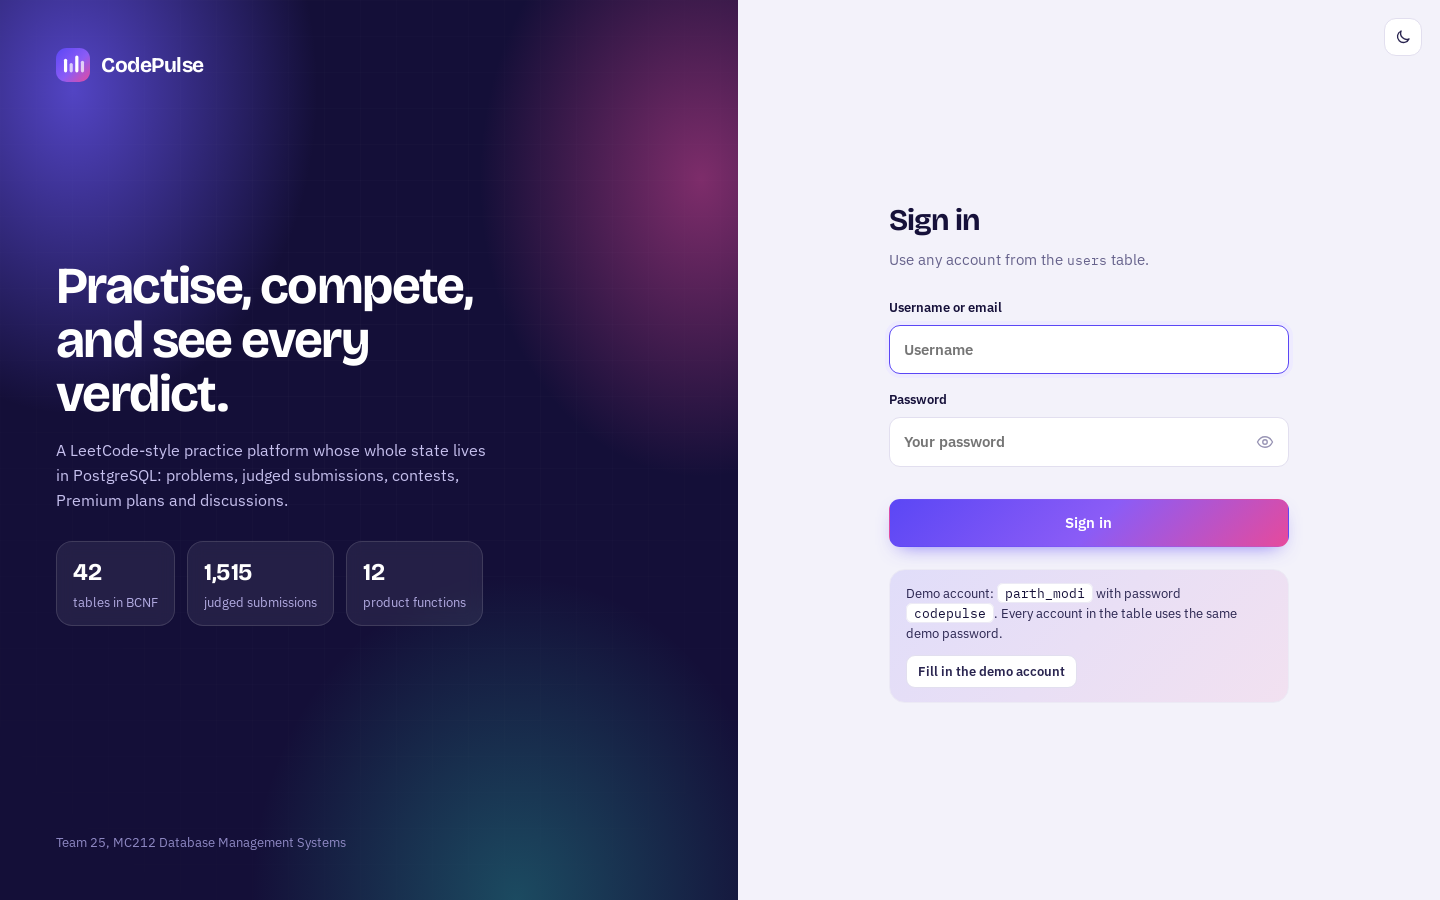 CodePulse
Practise, compete,
and see every
verdict.
A LeetCode-style practice platform whose whole state lives
in PostgreSQL: problems, judged submissions, contests,
Premium plans and discussions.
42
tables in BCNF
1,515
judged submissions
12
product functions
Team 25, MC212 Database Management Systems
Sign in
Use any account from the users table.
Username or email
Username
Password
Your password
Sign in
Demo account: parth_modi with password
codepulse . Every account in the table uses the same
demo password.
Fill in the demo account